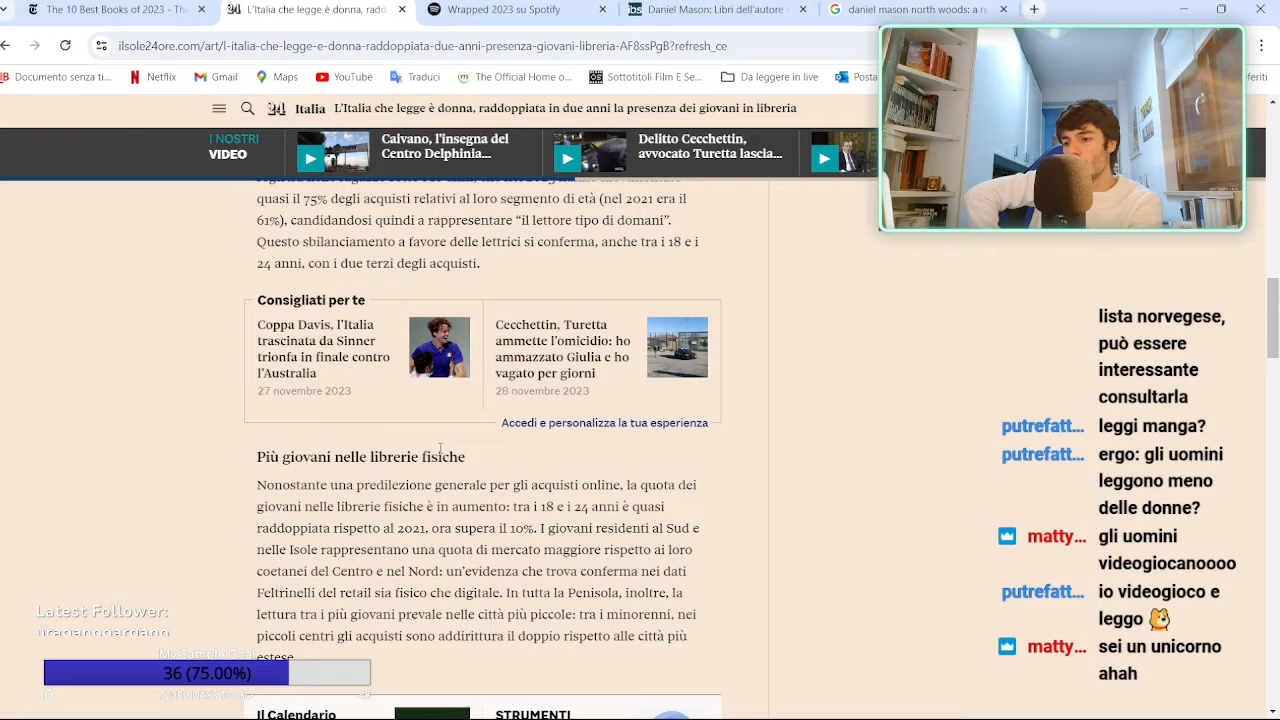 The 10 Best Books of 2023 - T
L'Italia che legge è donna, rad
Wrapped 2023 su Spotify
Daniel Mason: Libri dell'autore
daniel mason north woods: a n
ilsole24ore.com/art/l-italia-che-legge-e-donna-raddoppiata-due-anni-presenza-giovani-libreria-AF8ssPgB?refresh_ce
Documento senza ti...
Netflix
Gmail
Maps
YouTube
Traduci
The Official Home o...
Sottotitoli Film E Se...
Da leggere in live
24 Italia L'Italia che legge è donna, raddoppiata in due anni la presenza dei giovani in libreria
I NOSTRI
VIDEO
Caivano, l'insegna del
Centro Delphinia...
Delitto Cecchettin,
avvocato Turetta lascia...
quasi il 75% degli acquisti relativi al loro segmento di età (nel 2021 era il
61%), candidandosi quindi a rappresentare “il lettore tipo di domani”.
Questo sbilanciamento a favore delle lettrici si conferma, anche tra i 18 e i
24 anni, con i due terzi degli acquisti.
Consigliati per te
Coppa Davis, l'Italia
trascinata da Sinner
trionfa in finale contro
l'Australia
27 novembre 2023
Cecchettin, Turetta
ammette l'omicidio: ho
ammazzato Giulia e ho
vagato per giorni
28 novembre 2023
Accedi e personalizza la tua esperienza
Più giovani nelle librerie fisiche
Nonostante una predilezione generale per gli acquisti online, la quota dei
giovani nelle librerie fisiche è in aumento: tra i 18 e i 24 anni è quasi
raddoppiata rispetto al 2021, ora supera il 10%. I giovani residenti al Sud e
nelle Isole rappresentano una quota di mercato maggiore rispetto ai loro
coetanei del Centro e nel Nord: un'evidenza che trova conferma nei dati
Feltrinelli del retail sia fisico che digitale. In tutta la Penisola, inoltre, la
lettura tra i più giovani prevale nelle città più piccole: tra i minorenni, nei
piccoli centri gli acquisti sono addirittura il doppio rispetto alle città più
estese.
Il Calendario
STRUMENTI
Latest Follower:
uraganogargano
My Sample Goal
36 (75.00%)
0
48
lista norvegese,
può essere
interessante
consultarla
putrefatt... leggi manga?
putrefatt... ergo: gli uomini
leggono meno
delle donne?
matty... gli uomini
videogiocanoooo
putrefatt... io videogioco e
leggo
matty... sei un unicorno
ahah